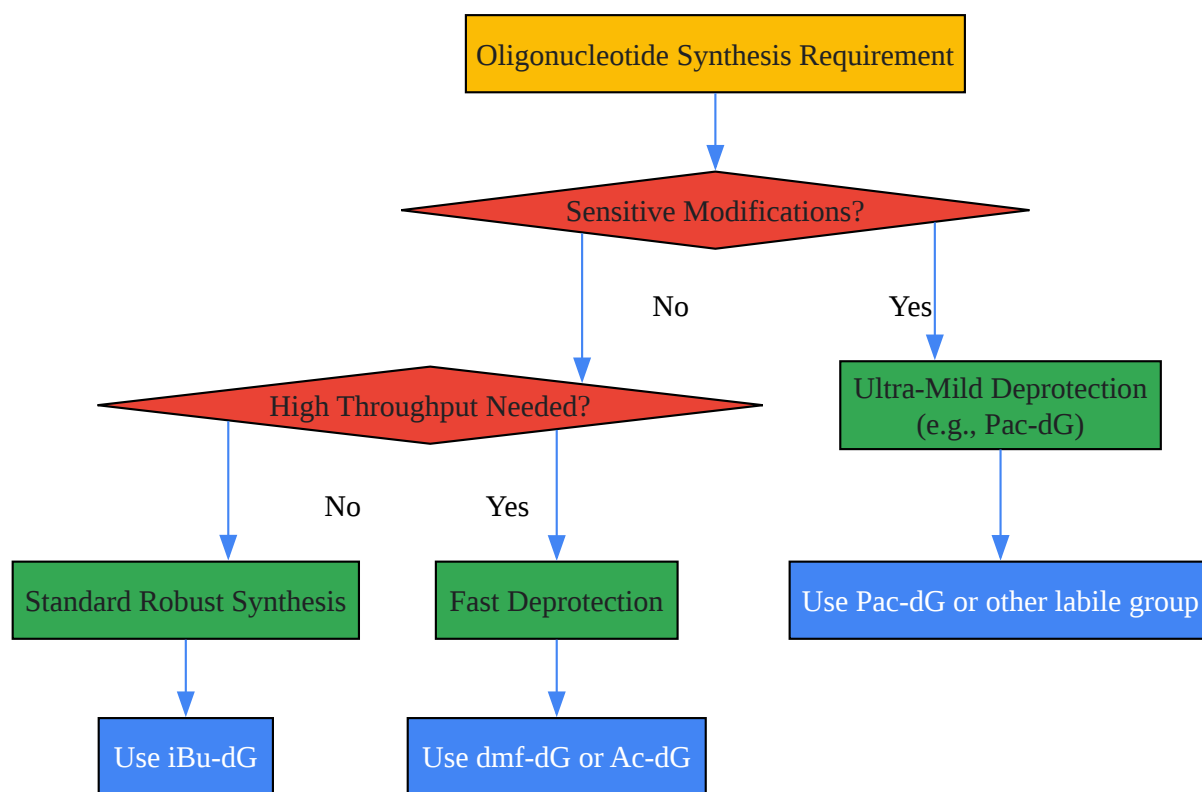 Oligonucleotide Synthesis Requirement
Sensitive Modifications?
No
Yes
High Throughput Needed?
Ultra-Mild Deprotection
(e.g., Pac-dG)
No
Yes
Standard Robust Synthesis
Fast Deprotection
Use Pac-dG or other labile group
Use iBu-dG
Use dmf-dG or Ac-dG